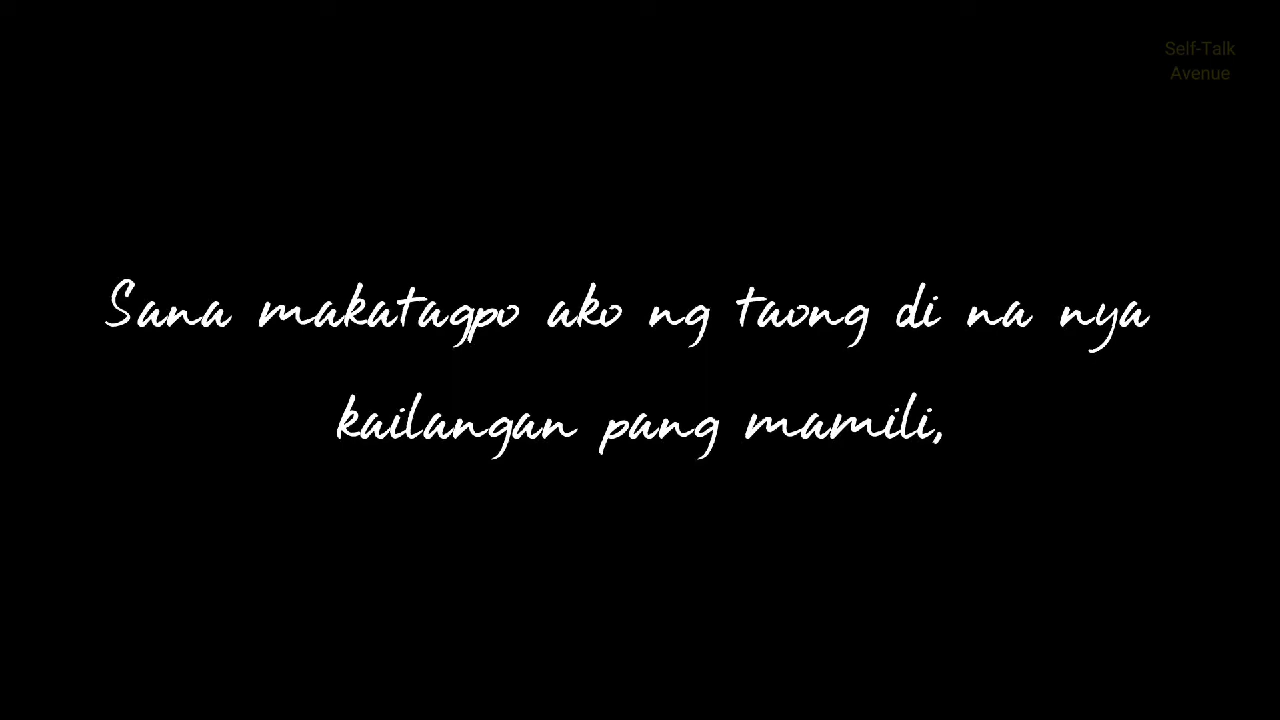 Self-Talk
Avenue
Sana makatagpo ako ng taong di na nya
kailangan pang mamili,